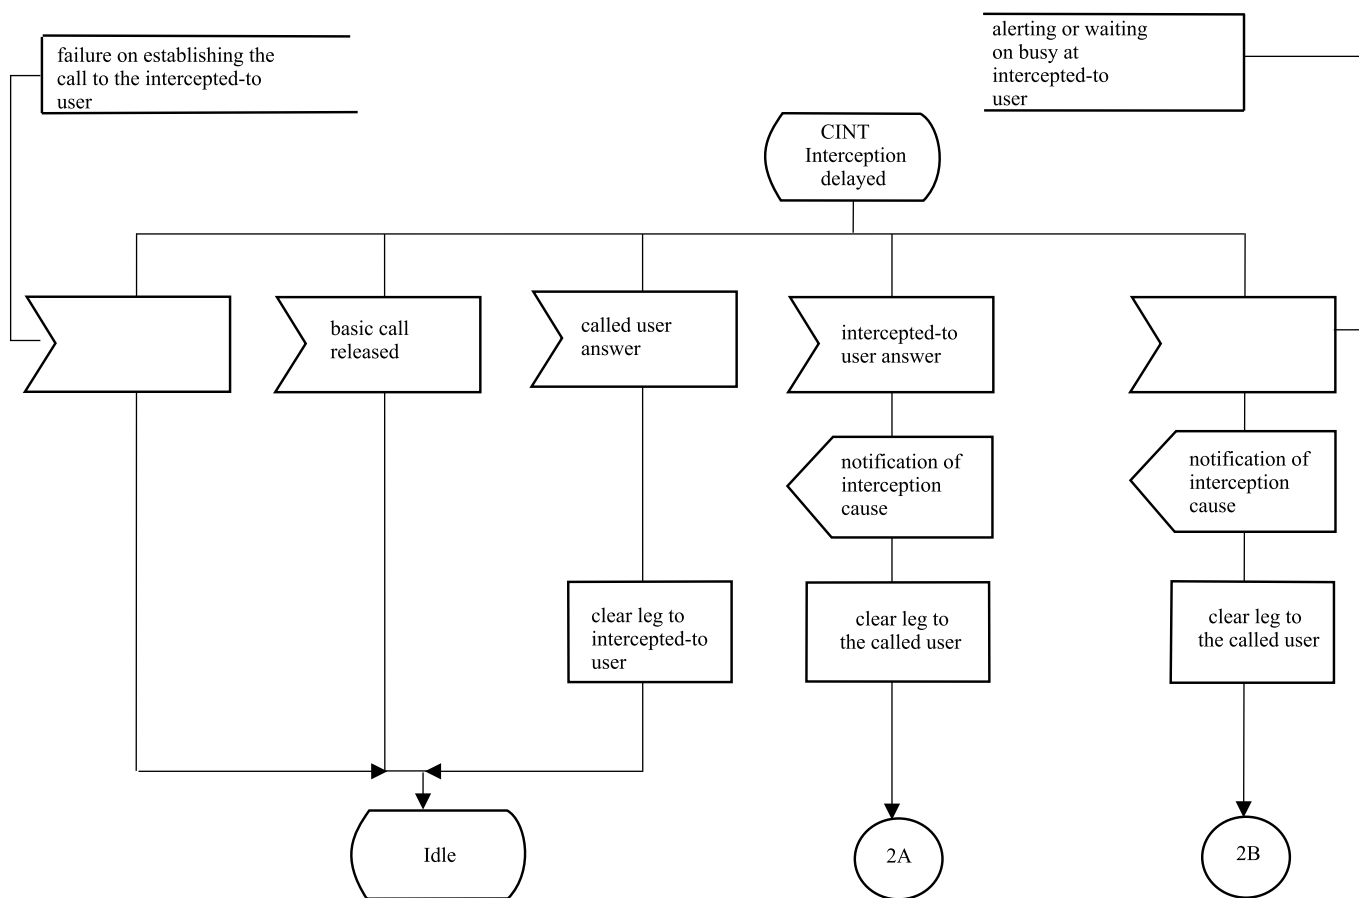 failure on establishing the
call to the intercepted-to
user
alerting or waiting
on busy at
intercepted-to
user
CINT
Interception
delayed
basic call
released
called user
answer
intercepted-to
user answer
notification of
interception
cause
notification of
interception
cause
clear leg to
intercepted-to
user
clear leg to
the called user
clear leg to
the called user
Idle
2A
2B